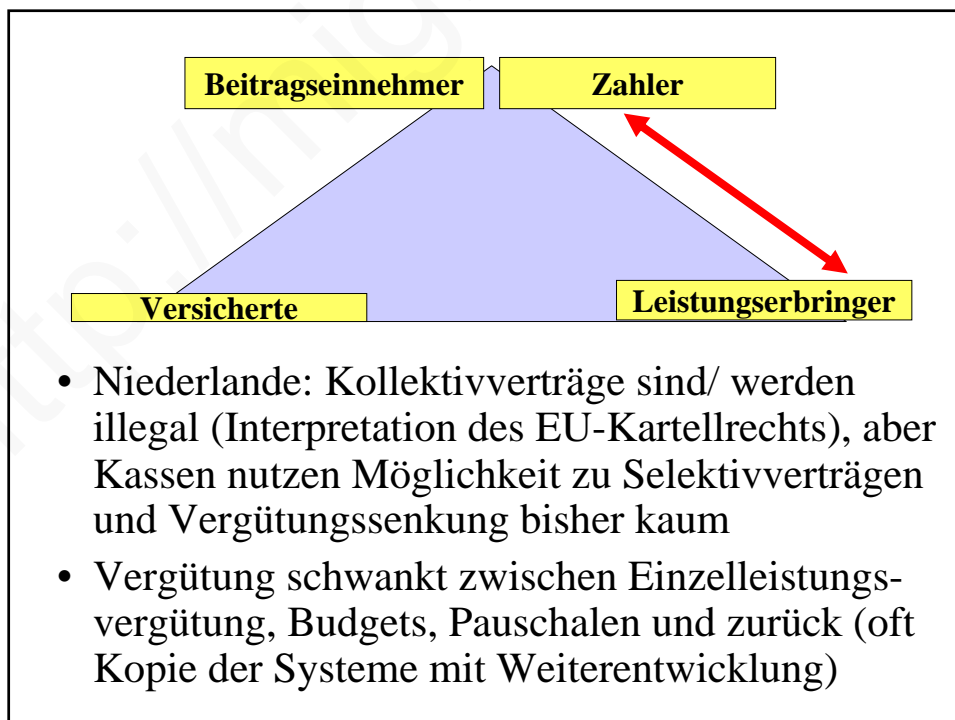 Beitragseinnehmer
Zahler
Versicherte
Leistungserbringer
• Niederlande: Kollektivverträge sind/ werden
illegal (Interpretation des EU-Kartellrechts), aber
Kassen nutzen Möglichkeit zu Selektivverträgen
und Vergütungssenkung bisher kaum
• Vergütung schwankt zwischen Einzelleistungs-
vergütung, Budgets, Pauschalen und zurück (oft
Kopie der Systeme mit Weiterentwicklung)
http://mig